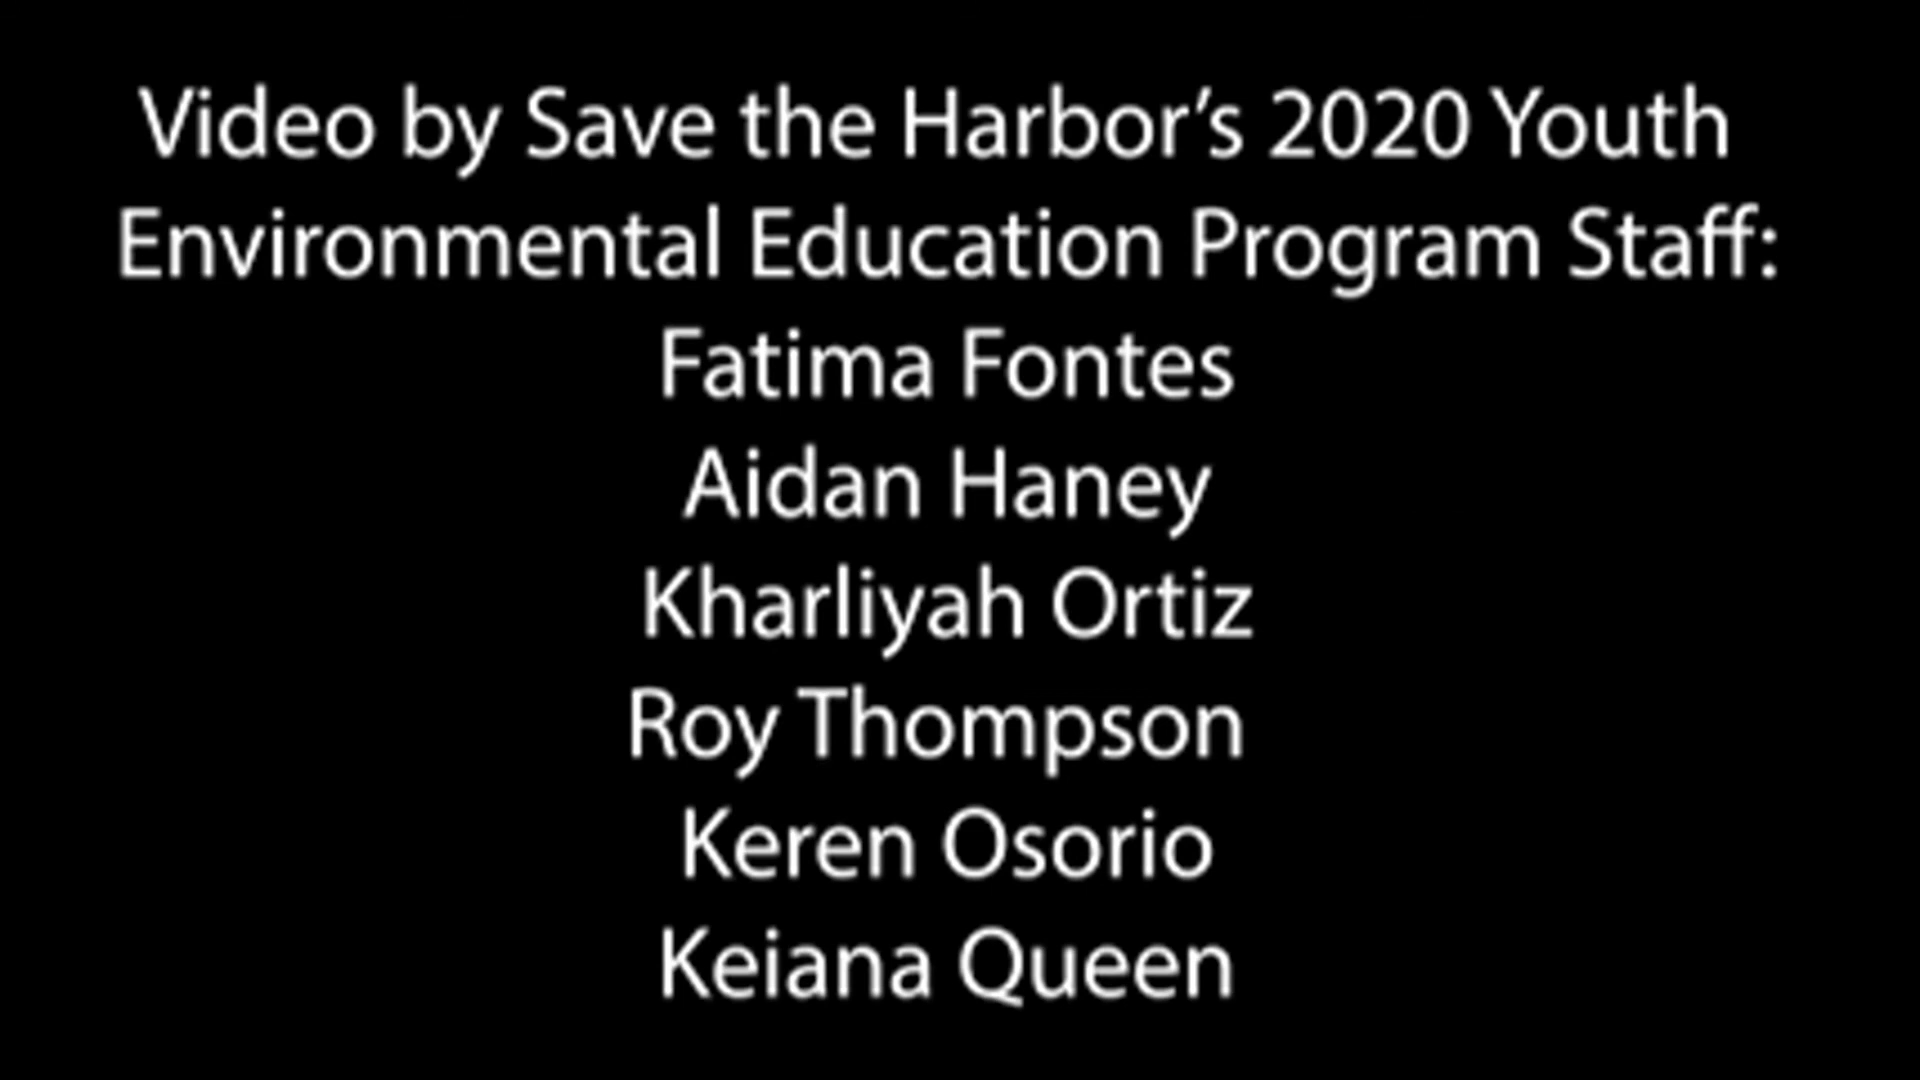 Video by Save the Harbor’s 2020 Youth
Environmental Education Program Staff:
Fatima Fontes
Aidan Haney
Kharliyah Ortiz
Roy Thompson
Keren Osorio
Keiana Queen